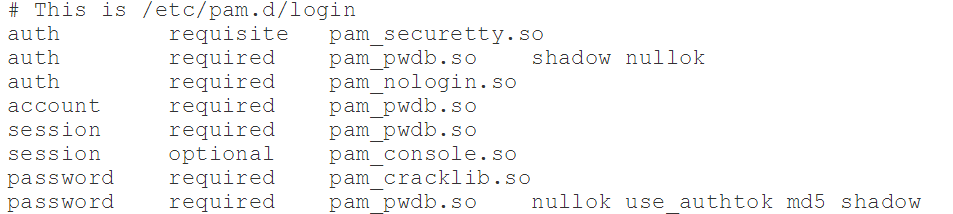 # This is /etc/pam.d/login
auth requisite pam_securetty.so
auth required pam_pwdb.so shadow nullok
auth required pam_nologin.so
account required pam_pwdb.so
session required pam_pwdb.so
session optional pam_console.so
password required pam_cracklib.so
password required pam_pwdb.so nullok use_authtok md5 shadow